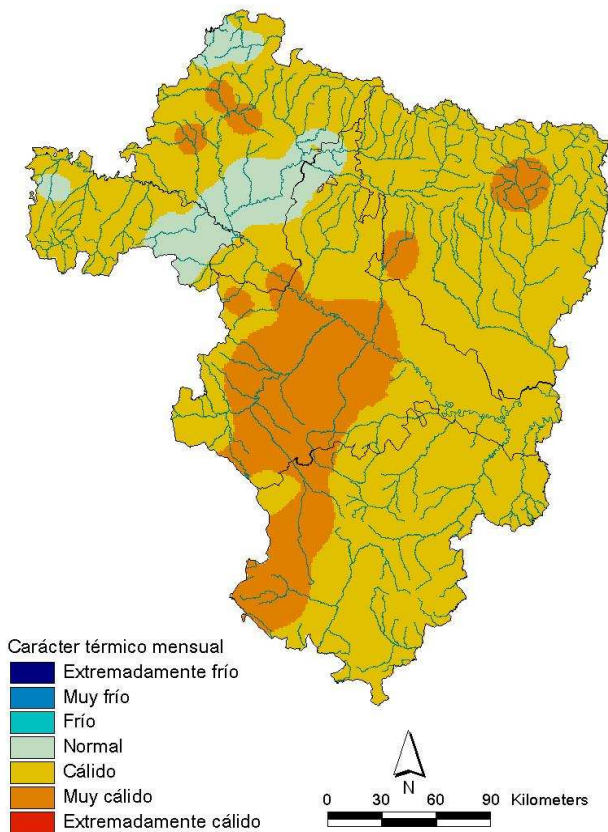 Carácter térmico mensual
Extremadamente frío
Muy frío
Frío
Normal
Cálido
Muy cálido
Extremadamente cálido
N
0 30 60 90 Kilometers